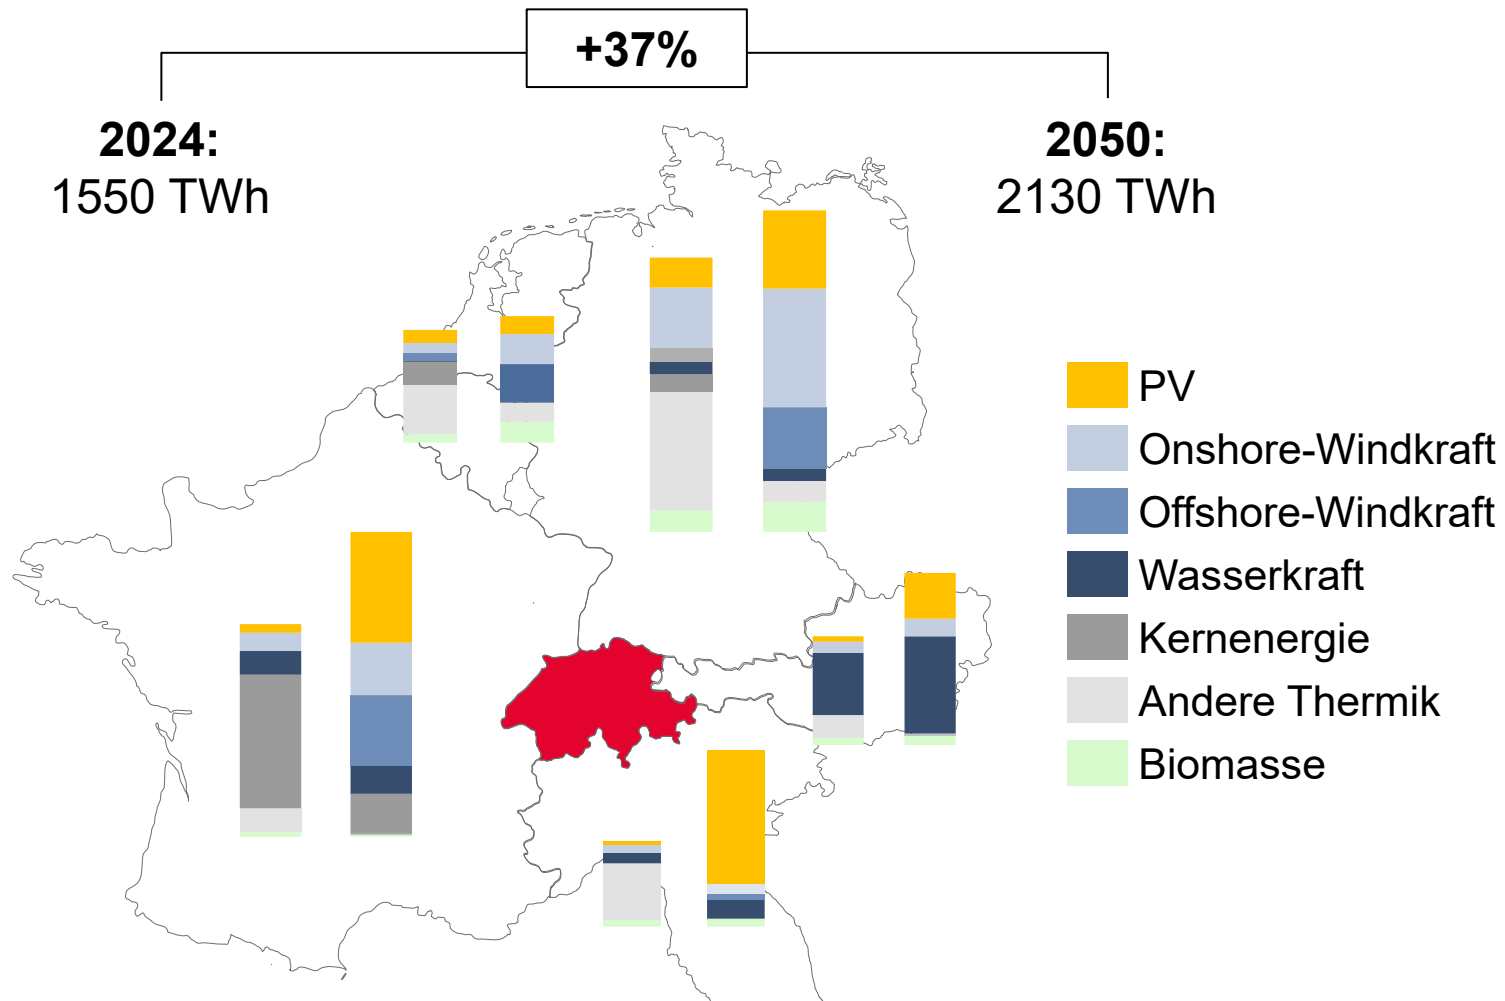 +37%
2024:
1550 TWh
2050:
2130 TWh
PV
Onshore-Windkraft
Offshore-Windkraft
Wasserkraft
Kernenergie
Andere Thermik
Biomasse